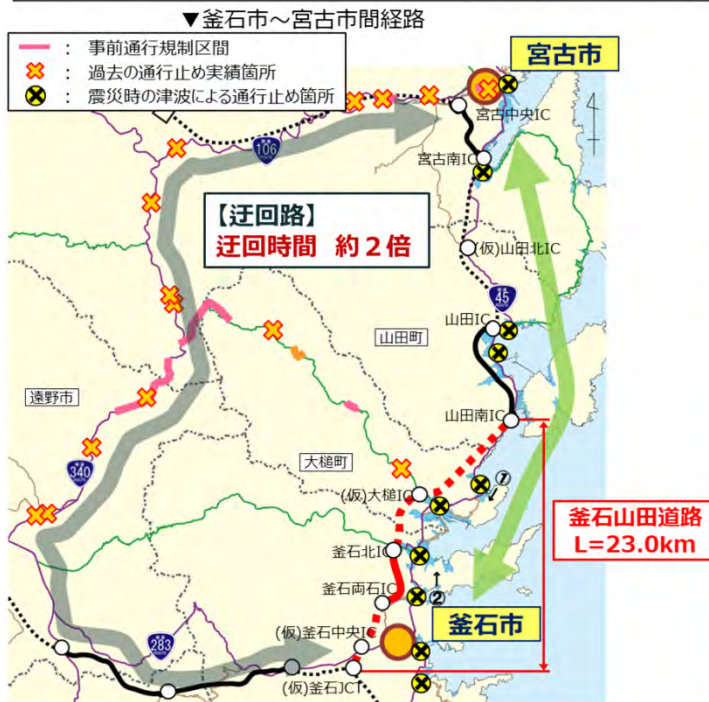 ▼釜石市～宮古市間経路
： 事前通行規制区間
： 過去の通行止め実績箇所
： 震災時の津波による通行止め箇所
宮古市
宮古中央IC
106
宮古南IC
【迂回路】
迂回時間 約２倍
(仮)山田北IC
45
山田IC
山田町
遠野市
山田南IC
大槌町
340
(仮)大槌IC
①
釜石山田道路
L=23.0km
釜石北IC
釜石両石IC
②
釜石市
(仮)釜石中央IC
283
(仮)釜石JCT